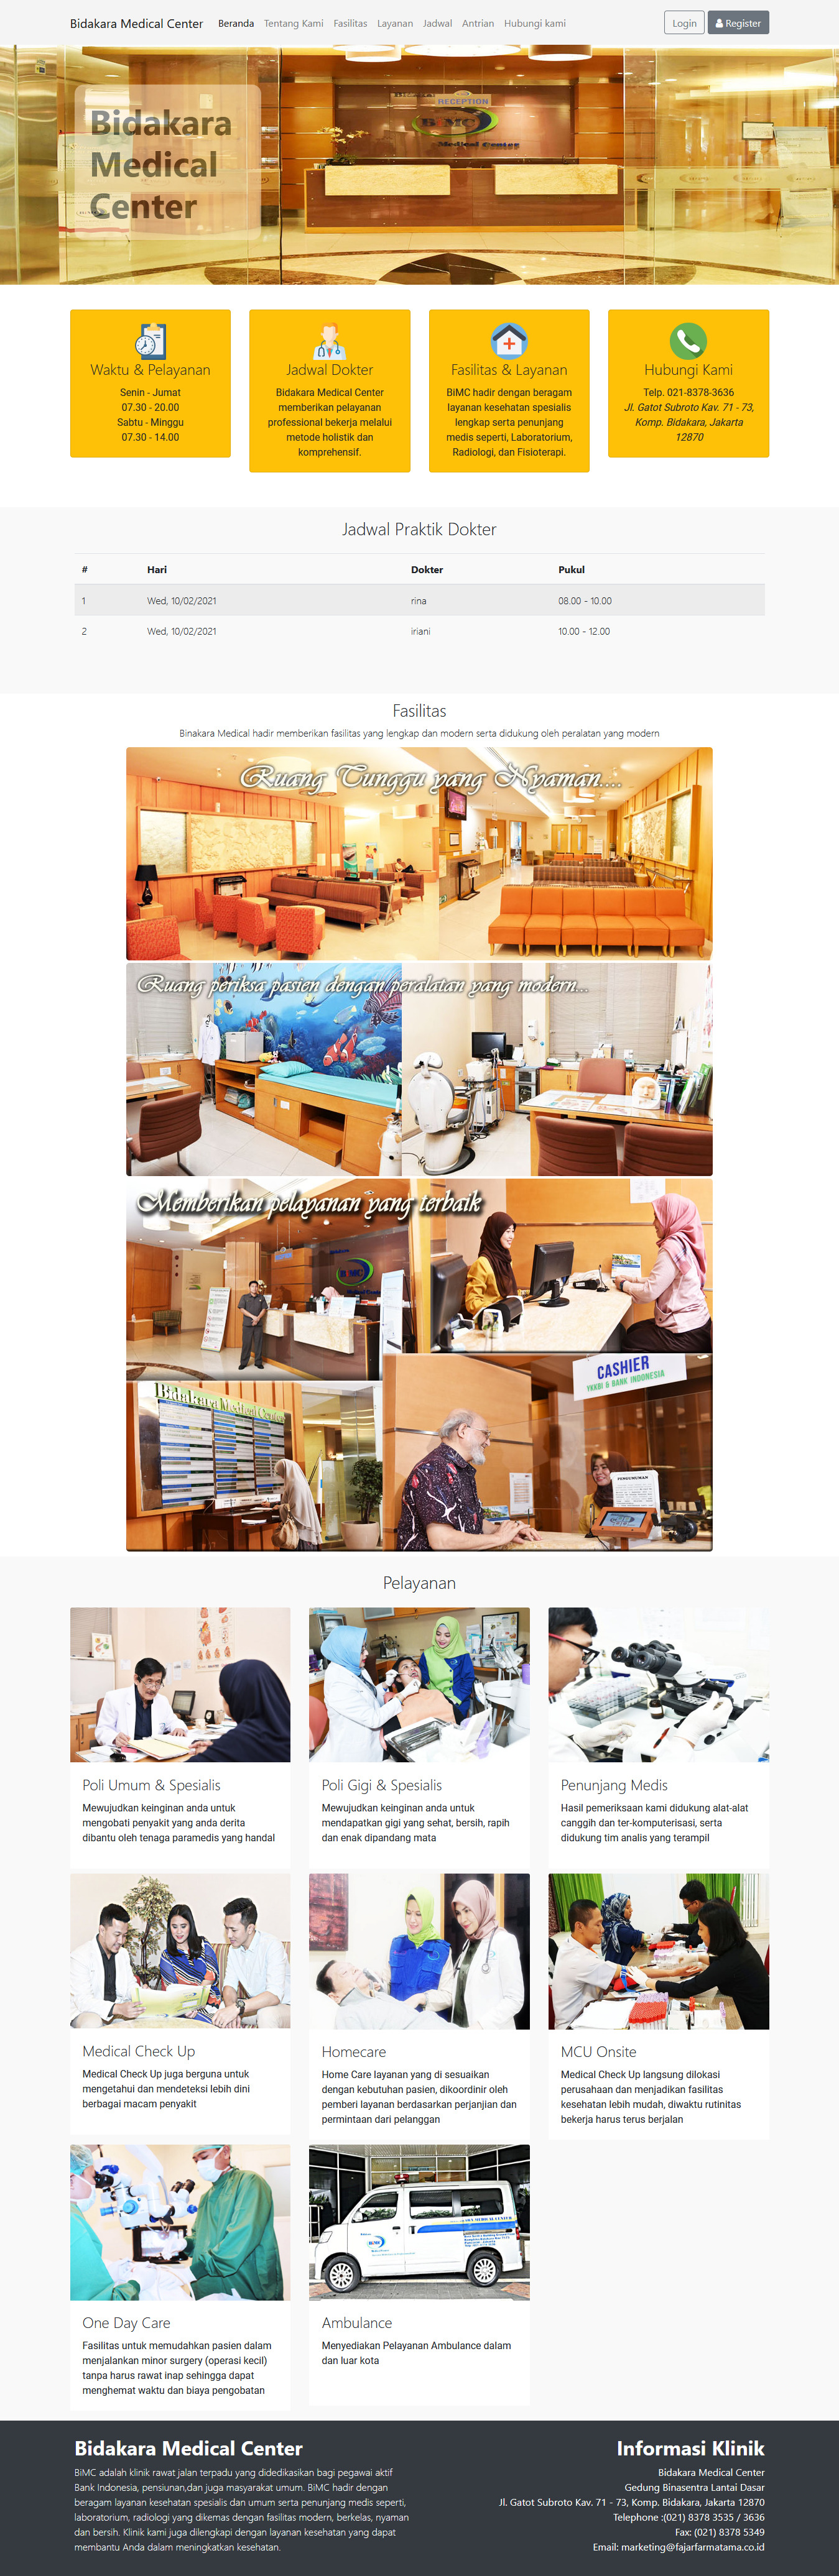 Bidakara Medical Center Beranda Tentang Kami Fasilitas Layanan Jadwal Antrian Hubungi kami Login Register
RECEPTION
BiMC
Medical Center
Bidakara
Medical
Center
Waktu & Pelayanan
Senin - Jumat
07.30 - 20.00
Sabtu - Minggu
07.30 - 14.00
Jadwal Dokter
Bidakara Medical Center
memberikan pelayanan
professional bekerja melalui
metode holistik dan
komprehensif.
Fasilitas & Layanan
BiMC hadir dengan beragam
layanan kesehatan spesialis
lengkap serta penunjang
medis seperti, Laboratorium,
Radiologi, dan Fisioterapi.
Hubungi Kami
Telp. 021-8378-3636
Jl. Gatot Subroto Kav. 71 - 73,
Komp. Bidakara, Jakarta
12870
Jadwal Praktik Dokter
# Hari Dokter Pukul
1 Wed, 10/02/2021 rina 08.00 - 10.00
2 Wed, 10/02/2021 iriani 10.00 - 12.00
Fasilitas
Binakara Medical hadir memberikan fasilitas yang lengkap dan modern serta didukung oleh peralatan yang modern
Ruang Tunggu yang Nyaman....
Ruang periksa pasien dengan peralatan yang modern...
Memberikan pelayanan yang terbaik
BiMC
CASHIER
YKKBI & BANK INDONESIA
Bidakara Medical Center
PENGUMUMAN
Pelayanan
Poli Umum & Spesialis
Mewujudkan keinginan anda untuk
mengobati penyakit yang anda derita
dibantu oleh tenaga paramedis yang handal
Poli Gigi & Spesialis
Mewujudkan keinginan anda untuk
mendapatkan gigi yang sehat, bersih, rapih
dan enak dipandang mata
Penunjang Medis
Hasil pemeriksaan kami didukung alat-alat
canggih dan ter-komputerisasi, serta
didukung tim analis yang terampil
Medical Check Up
Medical Check Up juga berguna untuk
mengetahui dan mendeteksi lebih dini
berbagai macam penyakit
Homecare
Home Care layanan yang di sesuaikan
dengan kebutuhan pasien, dikoordinir oleh
pemberi layanan berdasarkan perjanjian dan
permintaan dari pelanggan
MCU Onsite
Medical Check Up langsung dilokasi
perusahaan dan menjadikan fasilitas
kesehatan lebih mudah, diwaktu rutinitas
bekerja harus terus berjalan
BiMC
One Day Care
Fasilitas untuk memudahkan pasien dalam
menjalankan minor surgery (operasi kecil)
tanpa harus rawat inap sehingga dapat
menghemat waktu dan biaya pengobatan
Ambulance
Menyediakan Pelayanan Ambulance dalam
dan luar kota
Bidakara Medical Center
BiMC adalah klinik rawat jalan terpadu yang didedikasikan bagi pegawai aktif
Bank Indonesia, pensiunan,dan juga masyarakat umum. BiMC hadir dengan
beragam layanan kesehatan spesialis dan umum serta penunjang medis seperti,
laboratorium, radiologi yang dikemas dengan fasilitas modern, berkelas, nyaman
dan bersih. Klinik kami juga dilengkapi dengan layanan kesehatan yang dapat
membantu Anda dalam meningkatkan kesehatan.
Informasi Klinik
Bidakara Medical Center
Gedung Binasentra Lantai Dasar
Jl. Gatot Subroto Kav. 71 - 73, Komp. Bidakara, Jakarta 12870
Telephone :(021) 8378 3535 / 3636
Fax: (021) 8378 5349
Email: marketing@fajarfarmatama.co.id